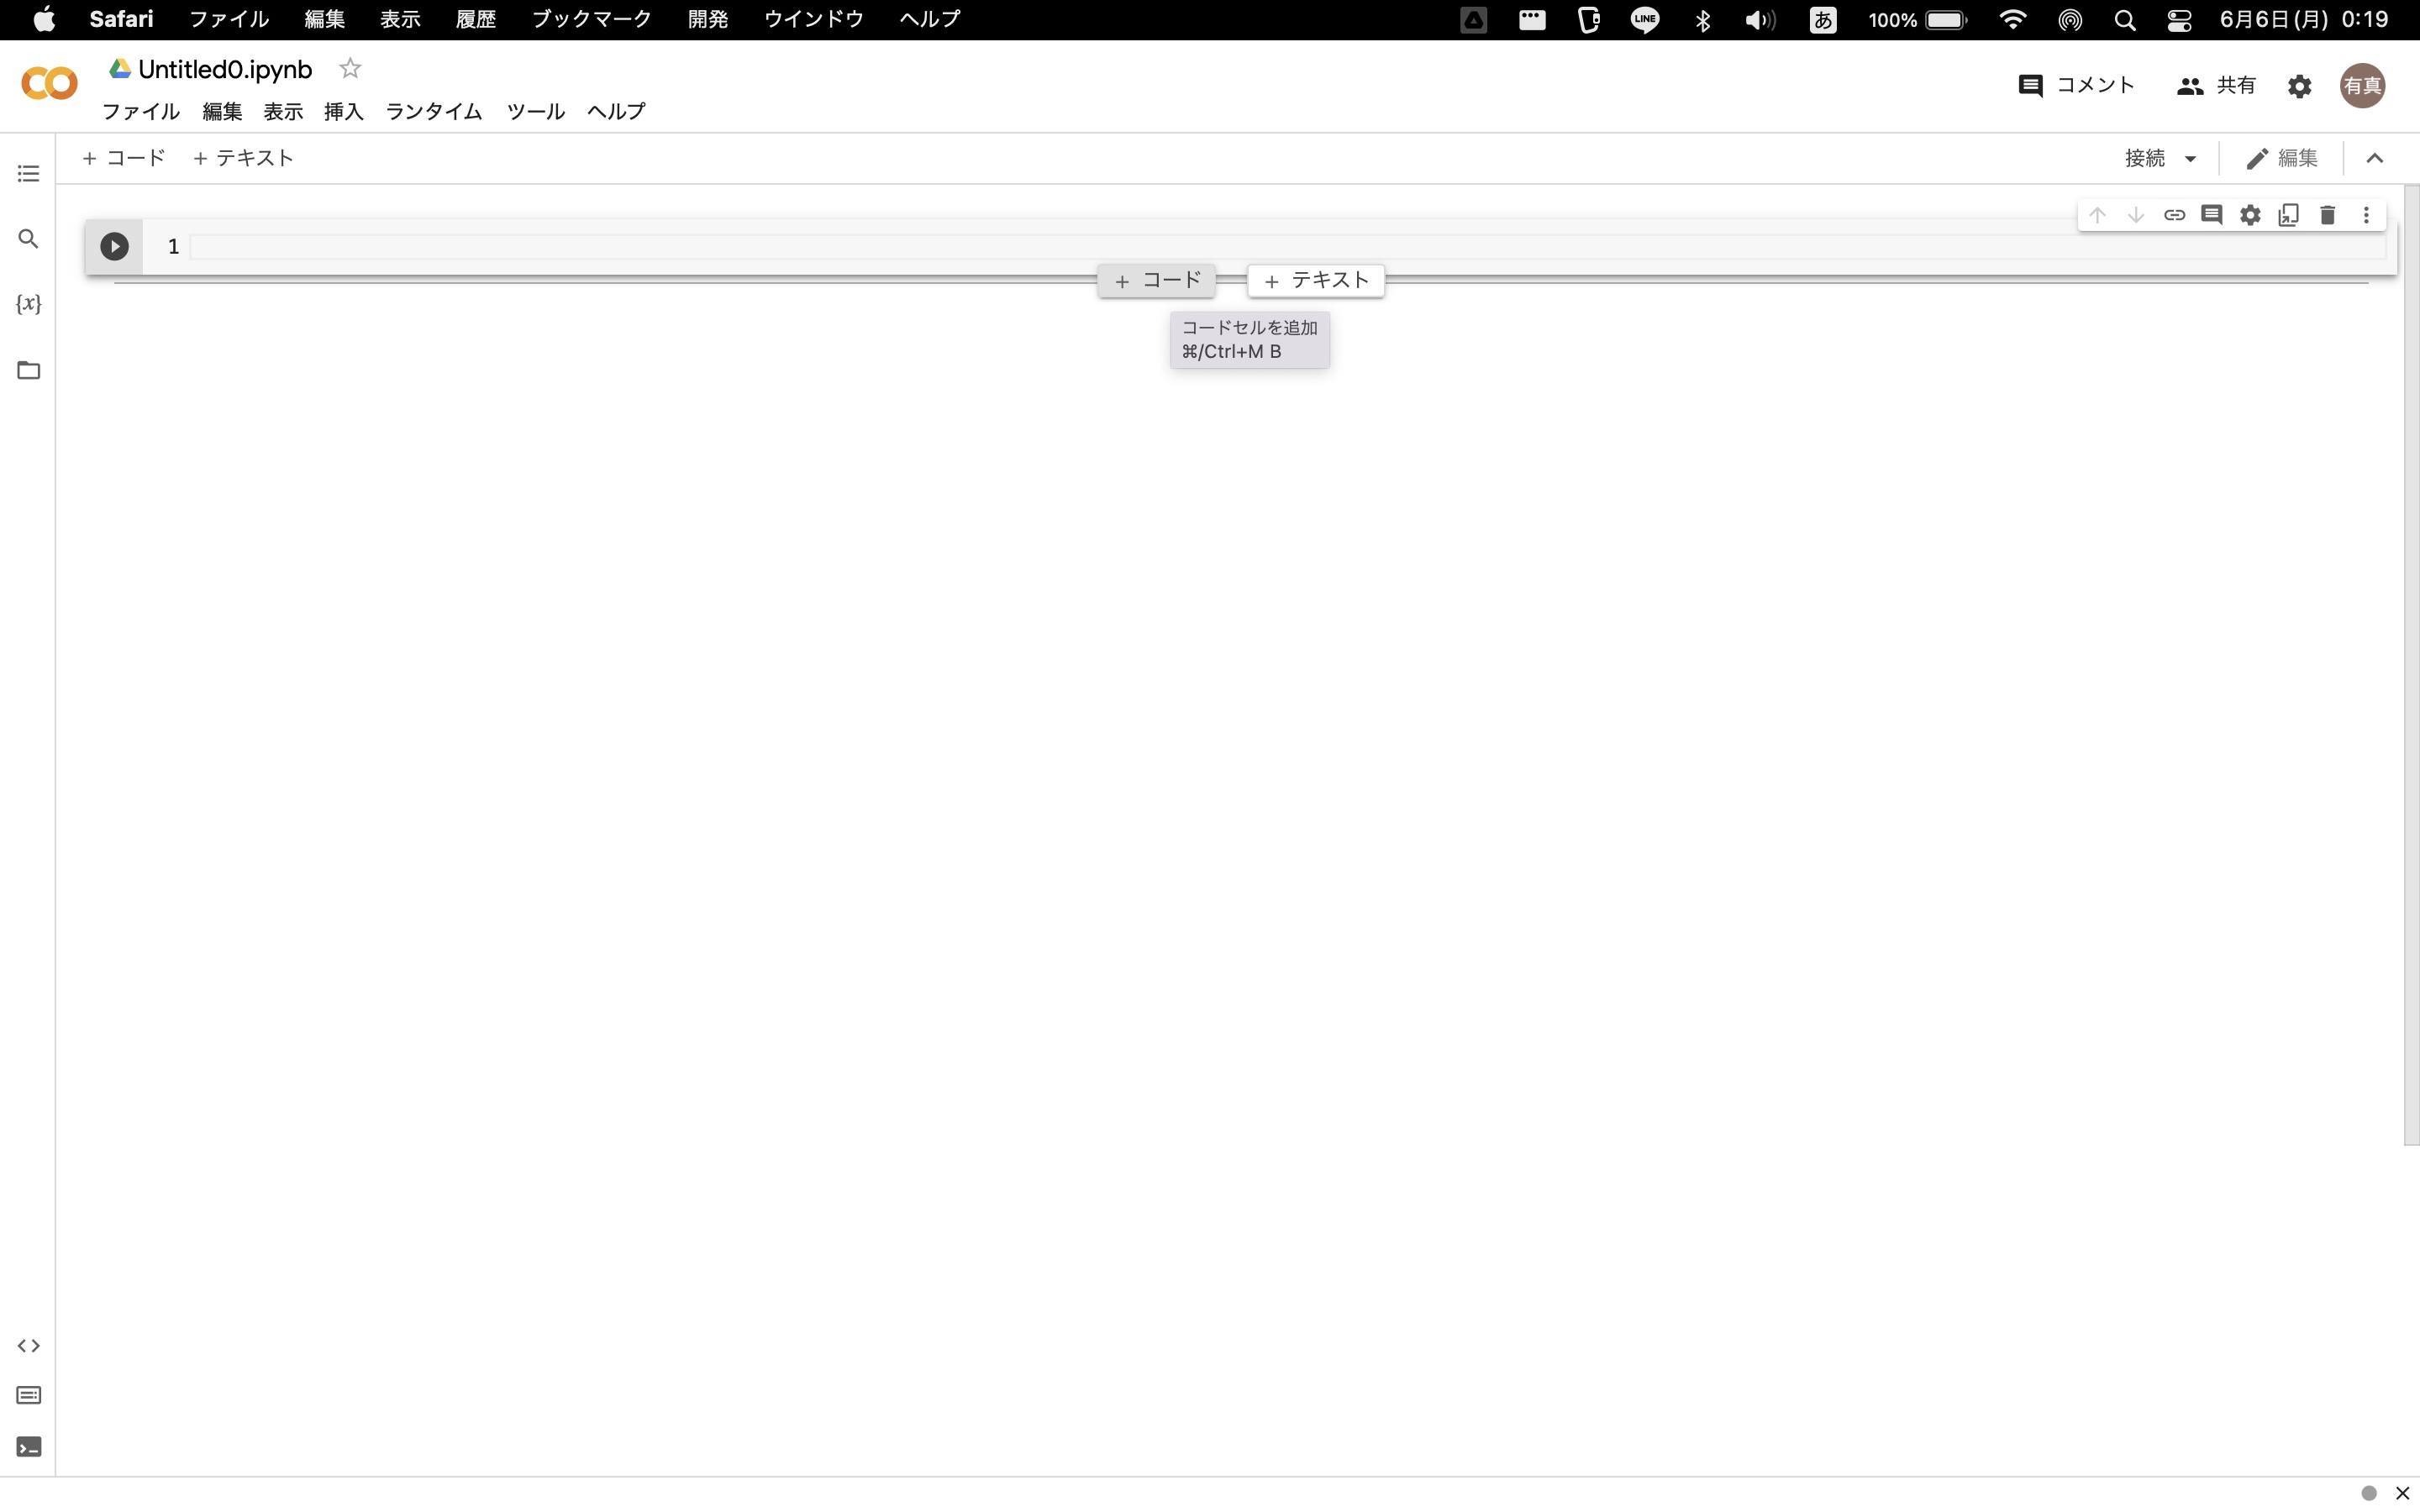 Safari ファイル 編集 表示 履歴 ブックマーク 開発 ウインドウ ヘルプ LINE あ 100% 6月6日(月) 0:19
Untitled0.ipynb
コメント 共有 有真
ファイル 編集 表示 挿入 ランタイム ツール ヘルプ
+ コード + テキスト 接続 編集
1
+ コード + テキスト
コードセルを追加
⌘/Ctrl+M B
{x}